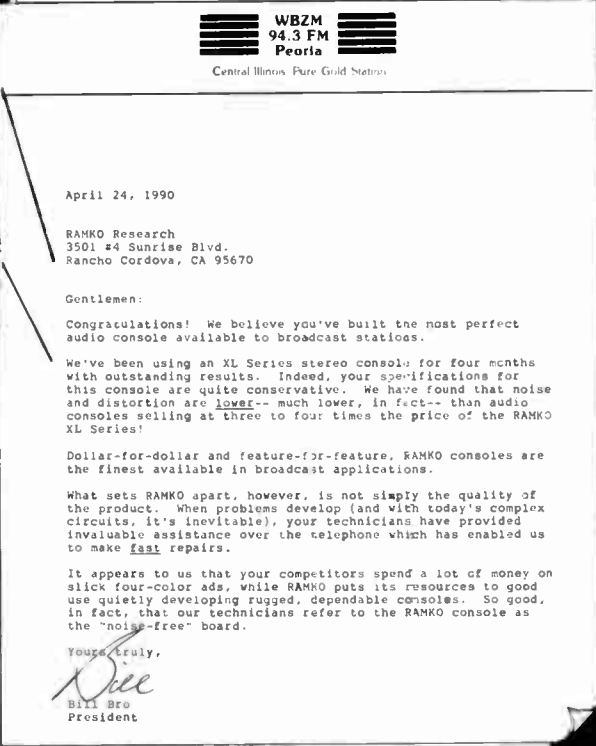 WBZM
94.3 FM
Peoria
Central Illinois Pure Gold Station
April 24, 1990
RAMKO Research
3501 #4 Sunrise Blvd.
Rancho Cordova, CA 95670
Gentlemen:
Congratulations! We believe you've built the most perfect
audio console available to broadcast stations.
We've been using an XL Series stereo console for four months
with outstanding results. Indeed, your specifications for
this console are quite conservative. We have found that noise
and distortion are lower-- much lower, in fact-- than audio
consoles selling at three to four times the price of the RAMKO
XL Series!
Dollar-for-dollar and feature-for-feature, RAMKO consoles are
the finest available in broadcast applications.
What sets RAMKO apart, however, is not simply the quality of
the product. When problems develop (and with today's complex
circuits, it's inevitable), your technicians have provided
invaluable assistance over the telephone which has enabled us
to make fast repairs.
It appears to us that your competitors spend a lot of money on
slick four-color ads, while RAMKO puts its resources to good
use quietly developing rugged, dependable consoles. So good,
in fact, that our technicians refer to the RAMKO console as
the "noise-free" board.
Yours truly,
Bill
Bill Bro
President